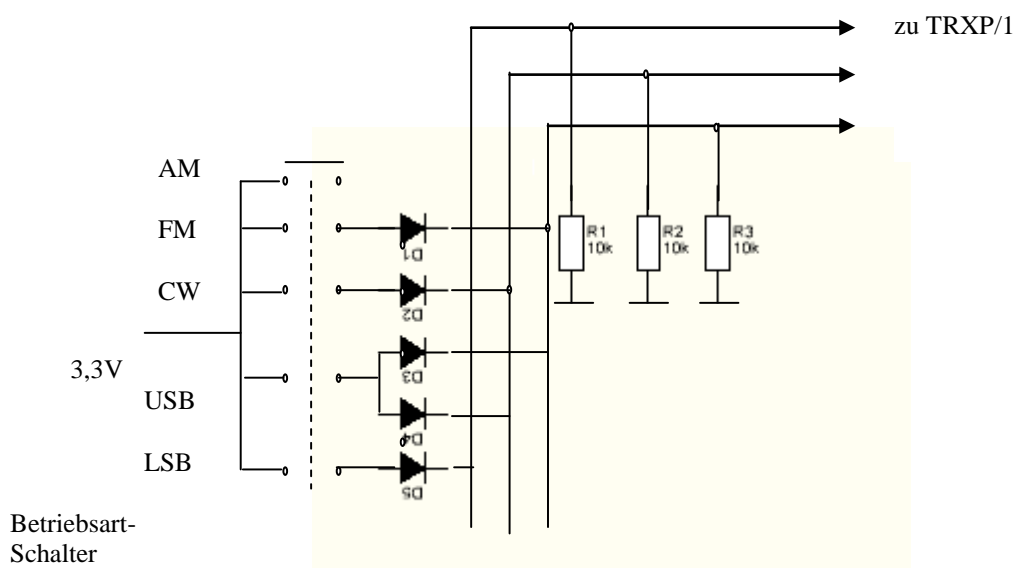 zu TRXP/1
AM
FM
CW
3,3V
USB
LSB
Betriebsart-
Schalter
D1
D2
D3
D4
D5
R1
10k
R2
10k
R3
10k